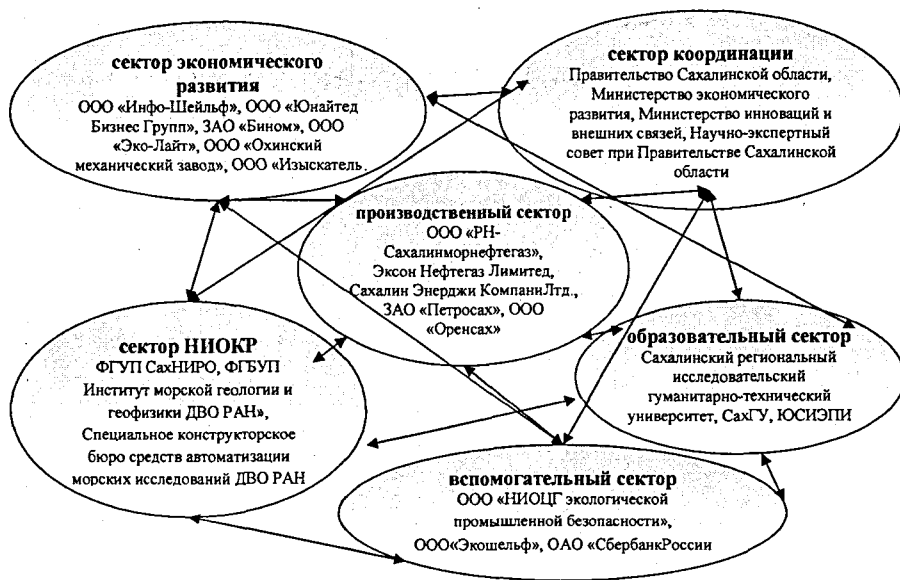 сектор экономического
развития
ООО «Инфо-Шейльф», ООО «Юнайтед
Бизнес Групп», ЗАО «Бином», ООО
«Эко-Лайт», ООО «Охинский
механический завод», ООО «Изыскатель.
сектор координации
Правительство Сахалинской области,
Министерство экономического
развития, Министерство инноваций и
внешних связей, Научно-экспертный
совет при Правительстве Сахалинской
области
производственный сектор
ООО «РН-
Сахалинморнефтегаз»,
Эксон Нефтегаз Лимитед,
Сахалин Энерджи КомпаниЛтд.,
ЗАО «Петросах», ООО
«Оренсах»
сектор НИОКР
ФГУП СахНИРО, ФГБУП
Институт морской геологии и
геофизики ДВО РАН»,
Специальное конструкторское
бюро средств автоматизации
морских исследований ДВО РАН
образовательный сектор
Сахалинский региональный
исследовательский
гуманитарно-технический
университет, СахГУ, ЮСИЭПИ
вспомогательный сектор
ООО «НИОЦГ экологической
промышленной безопасности»,
ООО«Экошельф», ОАО «СбербанкРоссии